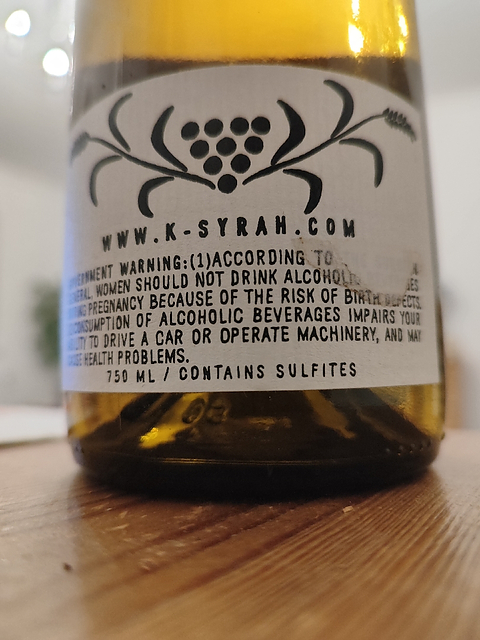 WWW.K-SYRAH.COM
WARNING:(1)ACCORDING TO
WOMEN SHOULD NOT DRINK
PREGNANCY BECAUSE OF THE RISK OF BIRTH DEFECTS.
CONSUMPTION OF ALCOHOLIC BEVERAGES IMPAIRS YOUR
TO DRIVE A CAR OR OPERATE MACHINERY, AND MAY
HEALTH PROBLEMS.
750 ML / CONTAINS SULFITES